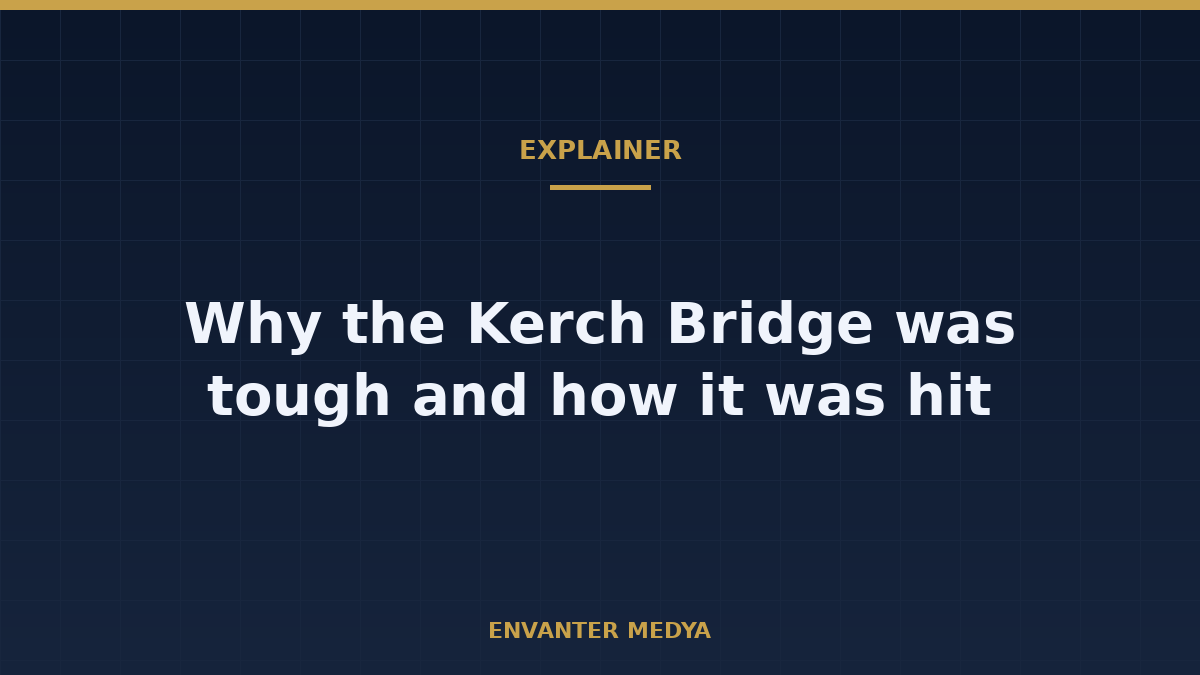 EXPLAINER
Why the Kerch Bridge was
tough and how it was hit
ENVANTER MEDYA